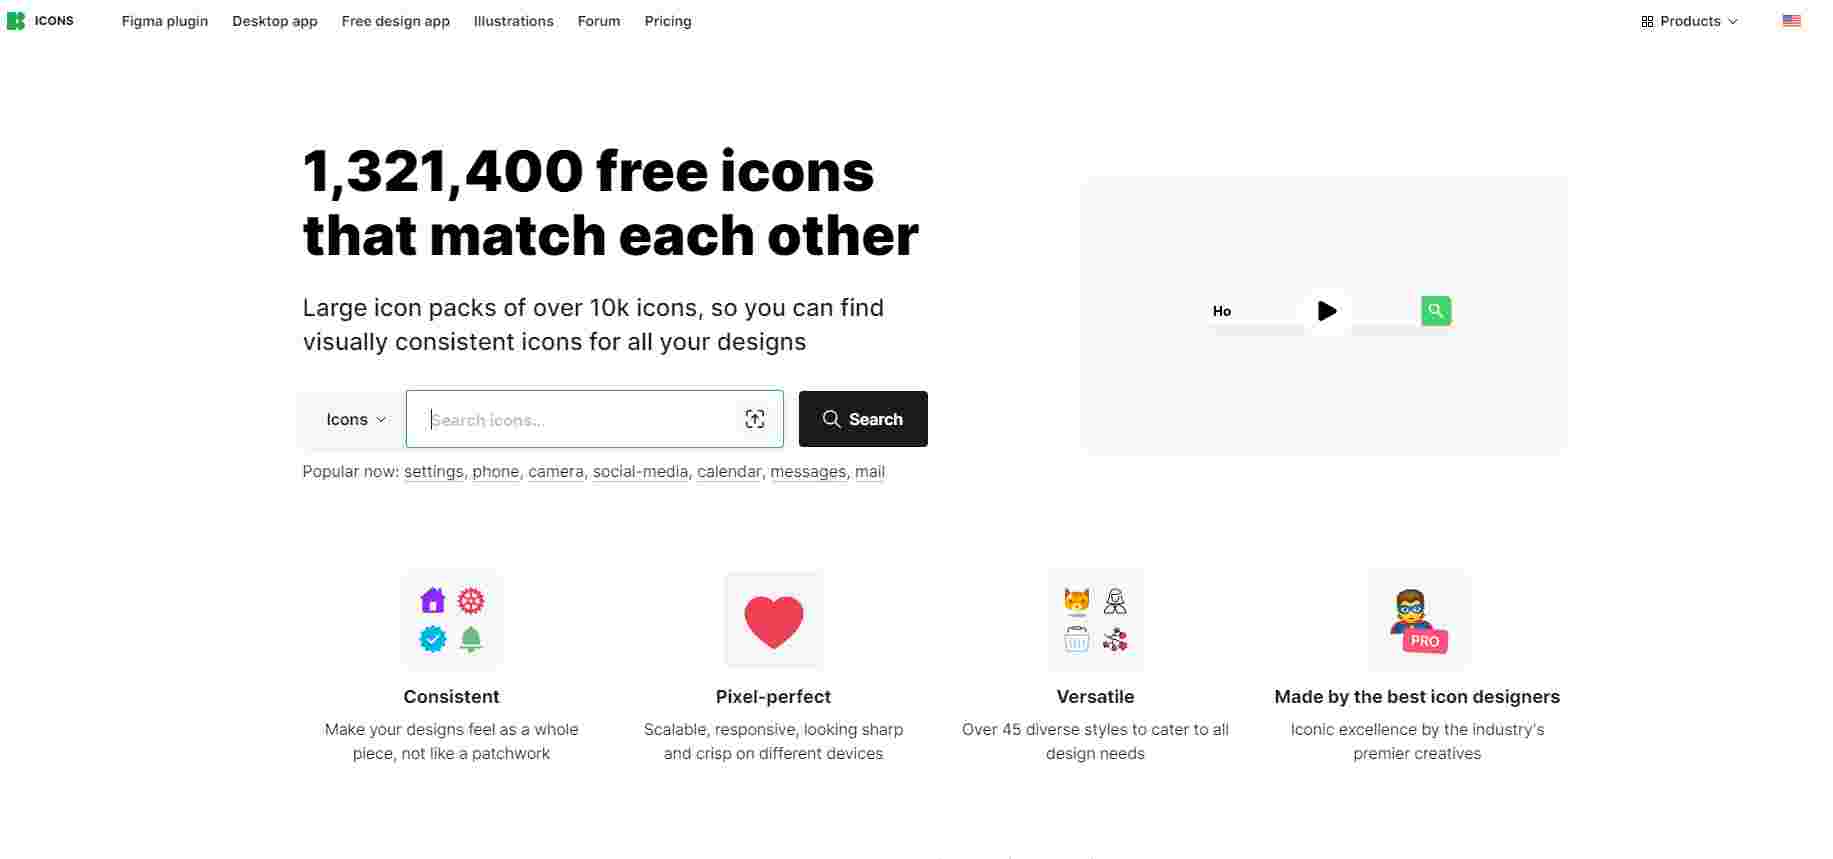 ICONS
Figma plugin
Desktop app
Free design app
Illustrations
Forum
Pricing
Products
1,321,400 free icons
that match each other
Large icon packs of over 10k icons, so you can find
visually consistent icons for all your designs
Ho
Icons
Search icons...
Search
Popular now: settings, phone, camera, social-media, calendar, messages, mail
PRO
Consistent
Make your designs feel as a whole
piece, not like a patchwork
Pixel-perfect
Scalable, responsive, looking sharp
and crisp on different devices
Versatile
Over 45 diverse styles to cater to all
design needs
Made by the best icon designers
Iconic excellence by the industry's
premier creatives